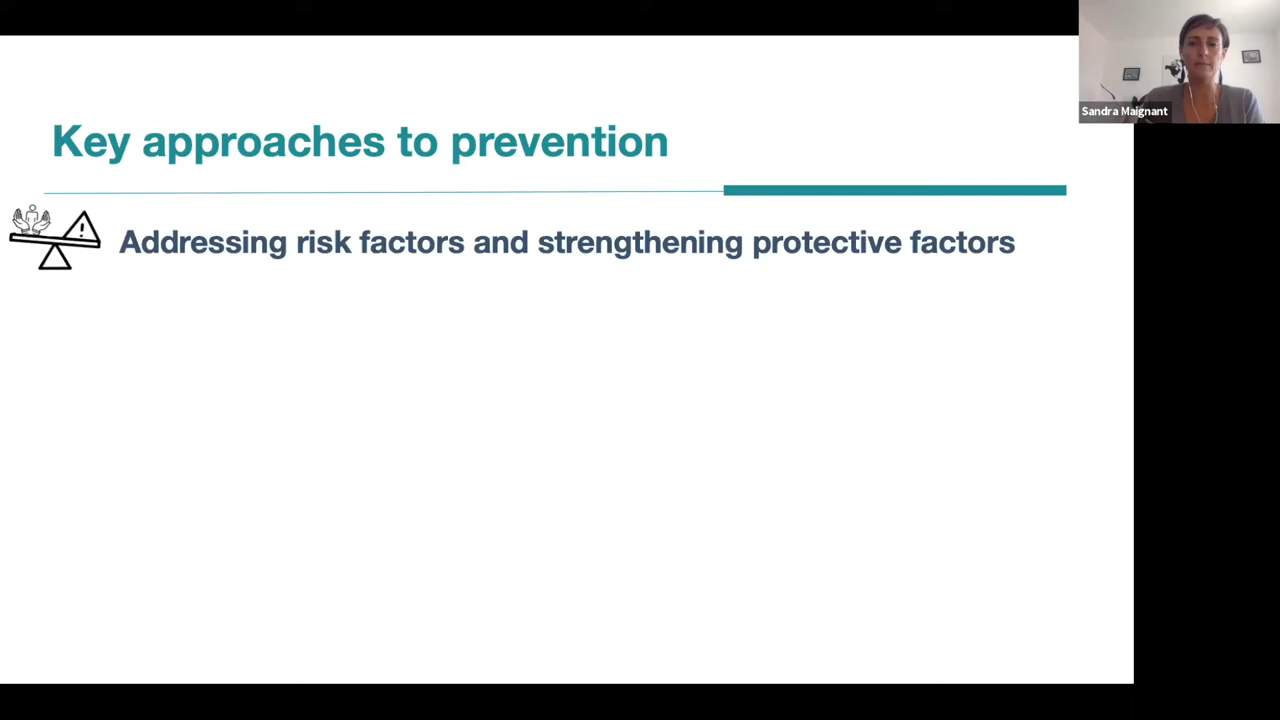 Sandra Maignant
Key approaches to prevention
Addressing risk factors and strengthening protective factors